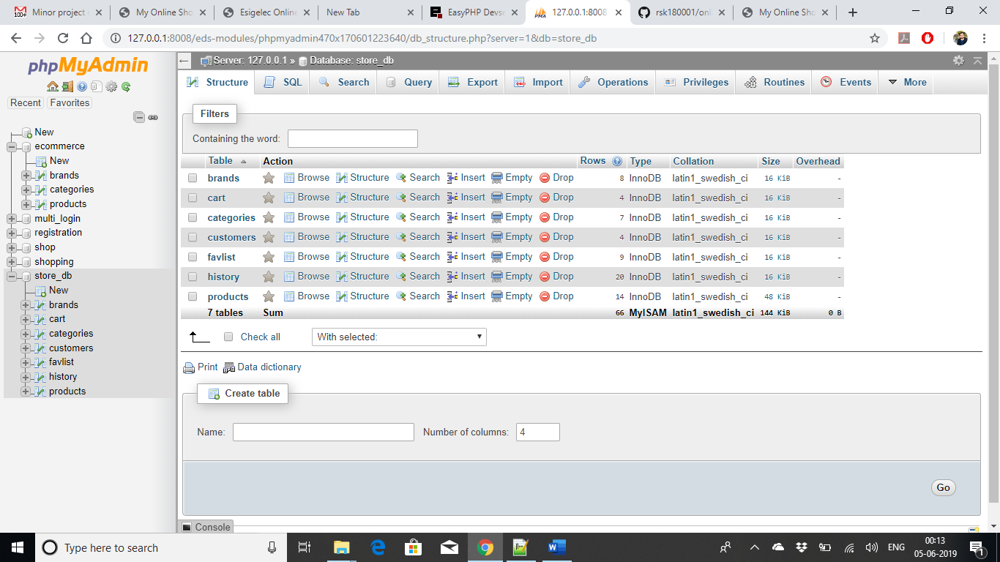 Minor project
My Online Sho
Esigelec Onlin
New Tab
EasyPHP Devse
127.0.0.1:8008
rsk180001/onl
My Online Sho
127.0.0.1:8008/eds-modules/phpmyadmin470x170601223640/db_structure.php?server=1&db=store_db
phpMyAdmin
Recent Favorites
New
ecommerce
New
brands
categories
products
multi_login
registration
shop
shopping
store_db
New
brands
cart
categories
customers
favlist
history
products
Server: 127.0.0.1 » Database: store_db
Structure SQL Search Query Export Import Operations Privileges Routines Events More
Filters
Containing the word:
Table Action Rows Type Collation Size Overhead
brands Browse Structure Search Insert Empty Drop 8 InnoDB latin1_swedish_ci 16 KiB -
cart Browse Structure Search Insert Empty Drop 4 InnoDB latin1_swedish_ci 16 KiB -
categories Browse Structure Search Insert Empty Drop 7 InnoDB latin1_swedish_ci 16 KiB -
customers Browse Structure Search Insert Empty Drop 4 InnoDB latin1_swedish_ci 16 KiB -
favlist Browse Structure Search Insert Empty Drop 9 InnoDB latin1_swedish_ci 16 KiB -
history Browse Structure Search Insert Empty Drop 20 InnoDB latin1_swedish_ci 16 KiB -
products Browse Structure Search Insert Empty Drop 14 InnoDB latin1_swedish_ci 48 KiB -
7 tables Sum 66 MyISAM latin1_swedish_ci 144 KiB 0 B
Check all With selected:
Print Data dictionary
Create table
Name: Number of columns: 4
Go
Console
Type here to search
ENG
00:13
05-06-2019
1